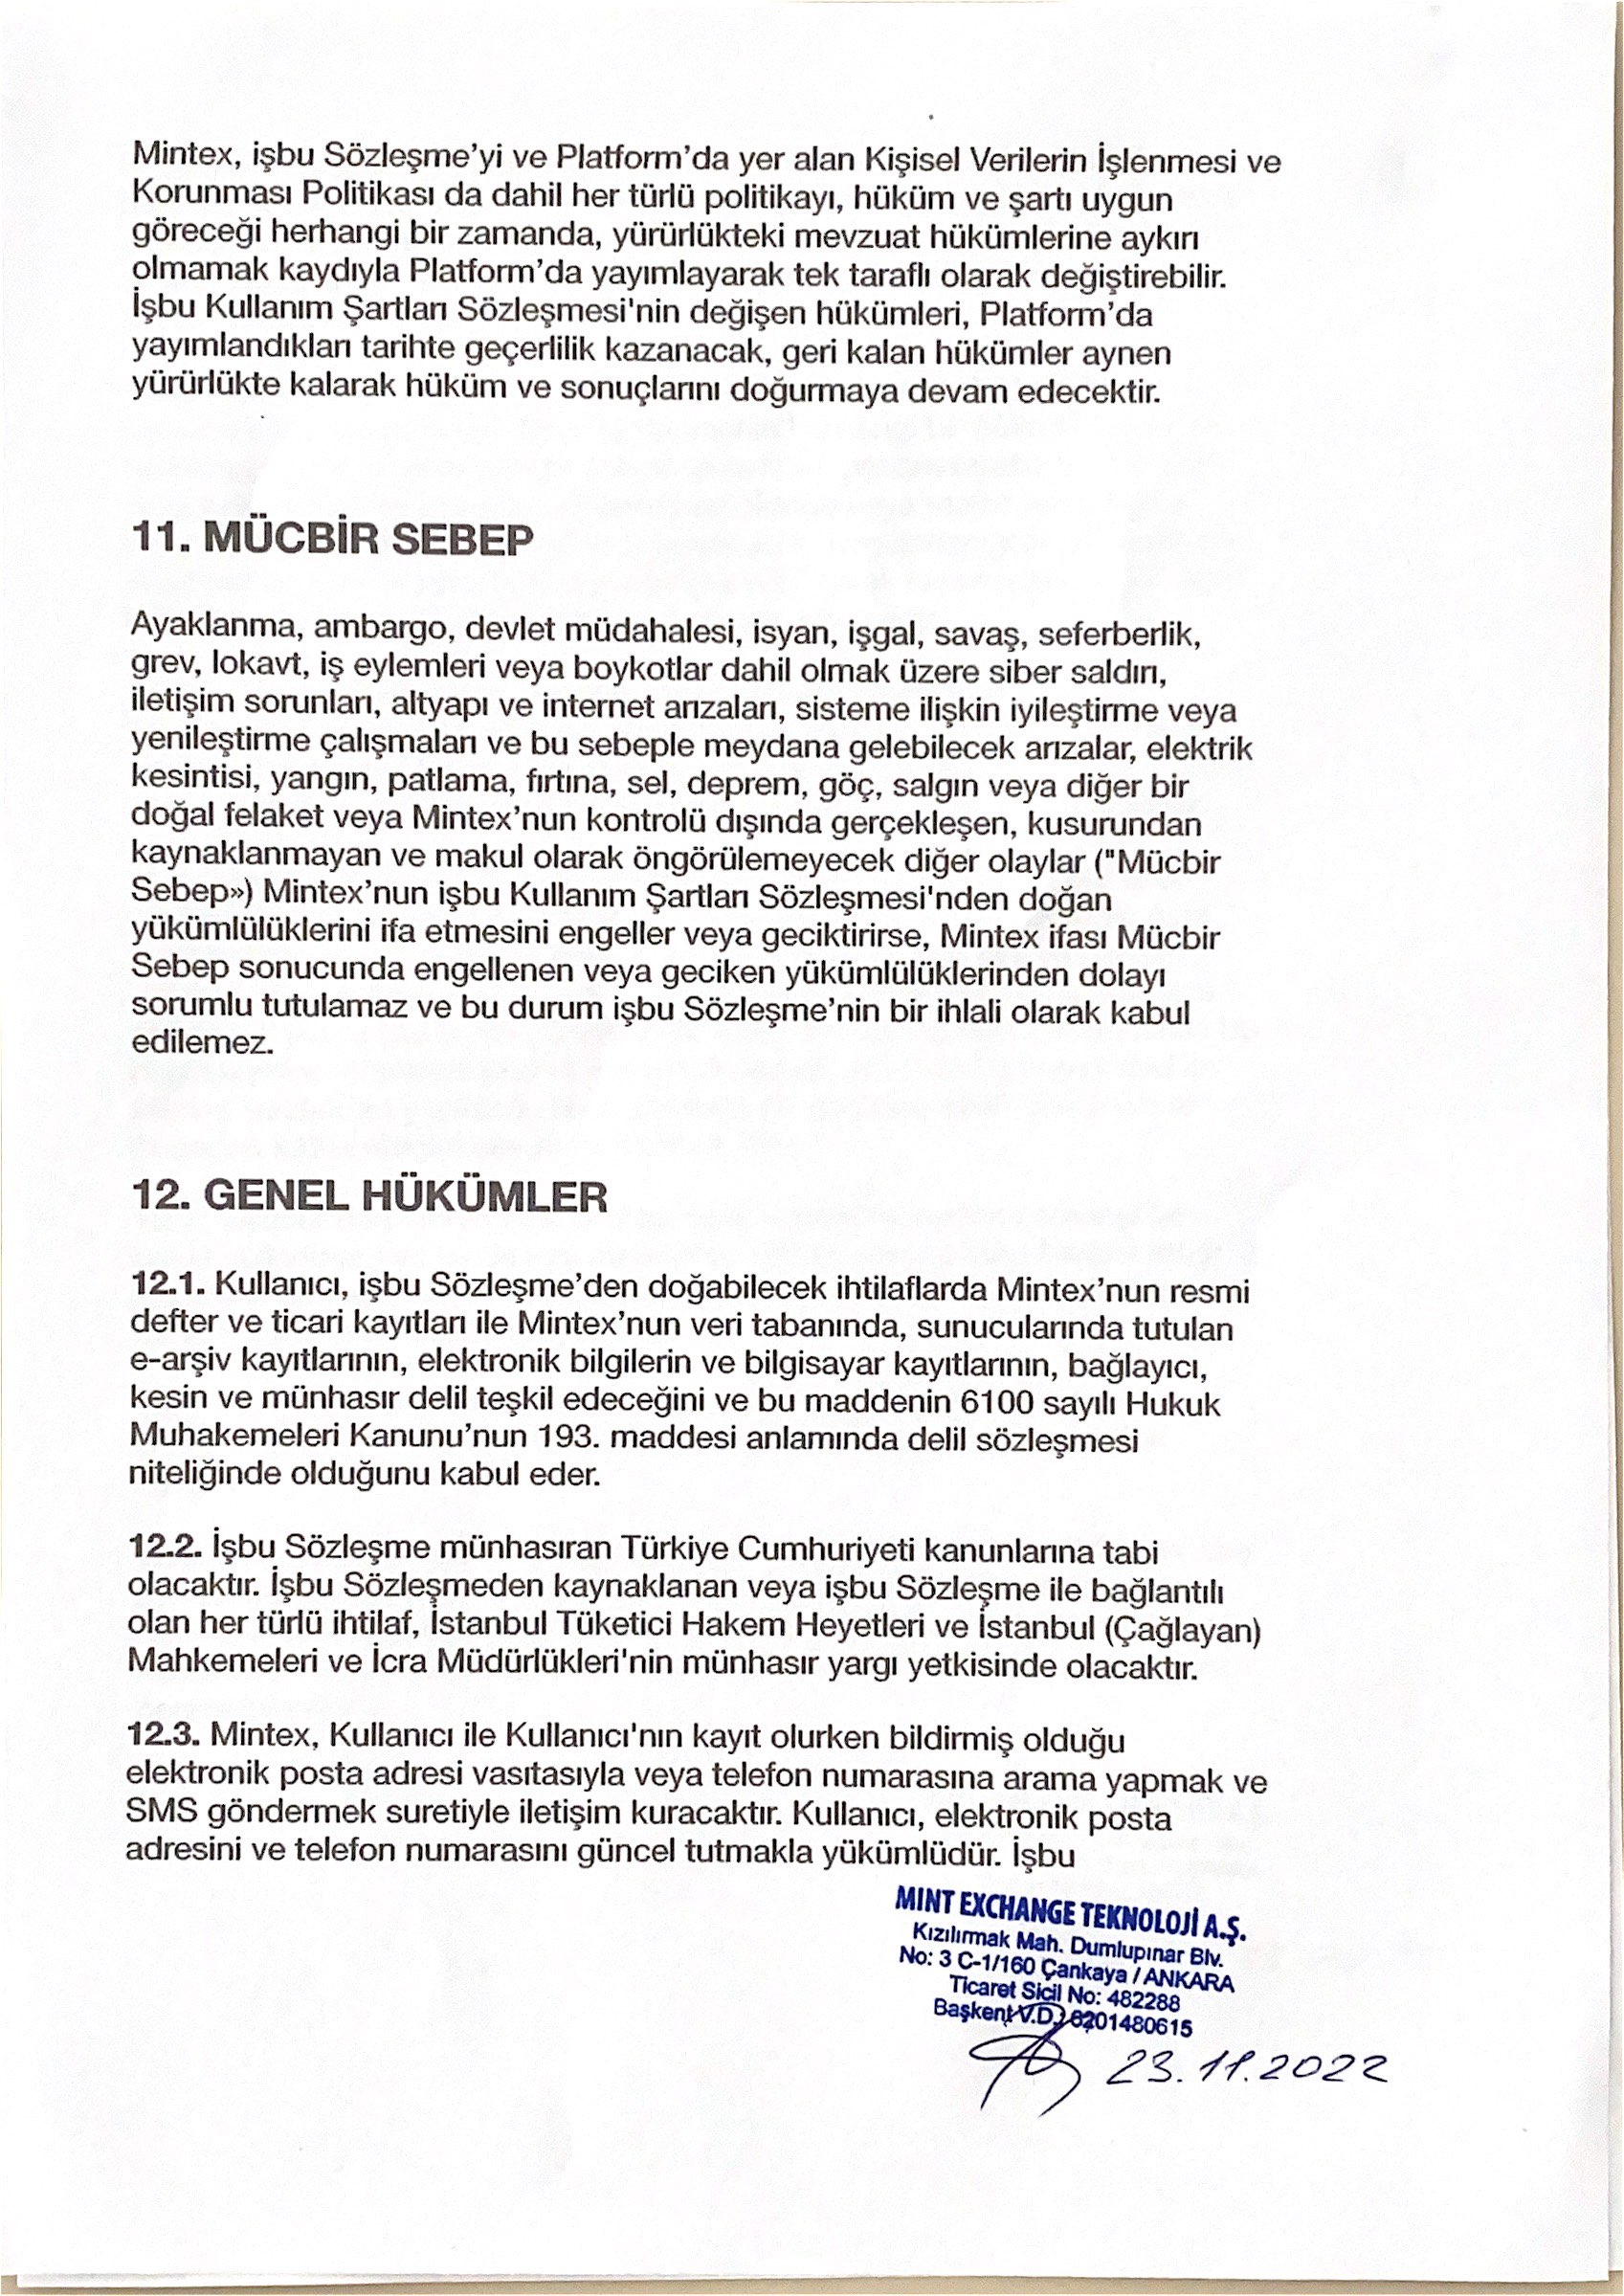 Mintex, işbu Sözleşme’yi ve Platform’da yer alan Kişisel Verilerin İşlenmesi ve
Korunması Politikası da dahil her türlü politikayı, hüküm ve şartı uygun
göreceği herhangi bir zamanda, yürürlükteki mevzuat hükümlerine aykırı
olmamak kaydıyla Platform’da yayımlayarak tek taraflı olarak değiştirebilir.
İşbu Kullanım Şartları Sözleşmesi'nin değişen hükümleri, Platform’da
yayımlandıkları tarihte geçerlilik kazanacak, geri kalan hükümler aynen
yürürlükte kalarak hüküm ve sonuçlarını doğurmaya devam edecektir.
11. MÜCBİR SEBEP
Ayaklanma, ambargo, devlet müdahalesi, isyan, işgal, savaş, seferberlik,
grev, lokavt, iş eylemleri veya boykotlar dahil olmak üzere siber saldırı,
iletişim sorunları, altyapı ve internet arızaları, sisteme ilişkin iyileştirme veya
yenileştirme çalışmaları ve bu sebeple meydana gelebilecek arızalar, elektrik
kesintisi, yangın, patlama, fırtına, sel, deprem, göç, salgın veya diğer bir
doğal felaket veya Mintex’nun kontrolü dışında gerçekleşen, kusurundan
kaynaklanmayan ve makul olarak öngörülemeyecek diğer olaylar ("Mücbir
Sebep») Mintex’nun işbu Kullanım Şartları Sözleşmesi'nden doğan
yükümlülüklerini ifa etmesini engeller veya geciktirirse, Mintex ifası Mücbir
Sebep sonucunda engellenen veya geciken yükümlülüklerinden dolayı
sorumlu tutulamaz ve bu durum işbu Sözleşme’nin bir ihlali olarak kabul
edilemez.
12. GENEL HÜKÜMLER
12.1. Kullanıcı, işbu Sözleşme’den doğabilecek ihtilaflarda Mintex’nun resmi
defter ve ticari kayıtları ile Mintex’nun veri tabanında, sunucularında tutulan
e-arşiv kayıtlarının, elektronik bilgilerin ve bilgisayar kayıtlarının, bağlayıcı,
kesin ve münhasır delil teşkil edeceğini ve bu maddenin 6100 sayılı Hukuk
Muhakemeleri Kanunu’nun 193. maddesi anlamında delil sözleşmesi
niteliğinde olduğunu kabul eder.
12.2. İşbu Sözleşme münhasıran Türkiye Cumhuriyeti kanunlarına tabi
olacaktır. İşbu Sözleşmeden kaynaklanan veya işbu Sözleşme ile bağlantılı
olan her türlü ihtilaf, İstanbul Tüketici Hakem Heyetleri ve İstanbul (Çağlayan)
Mahkemeleri ve İcra Müdürlükleri'nin münhasır yargı yetkisinde olacaktır.
12.3. Mintex, Kullanıcı ile Kullanıcı'nın kayıt olurken bildirmiş olduğu
elektronik posta adresi vasıtasıyla veya telefon numarasına arama yapmak ve
SMS göndermek suretiyle iletişim kuracaktır. Kullanıcı, elektronik posta
adresini ve telefon numarasını güncel tutmakla yükümlüdür. İşbu
MINT EXCHANGE TEKNOLOJİ A.Ş.
Kızılırmak Mah. Dumlupınar Blv.
No: 3 C-1/160 Çankaya / ANKARA
Ticaret Sicil No: 482288
Başkent V.D.: 6201480615
23.11.2022